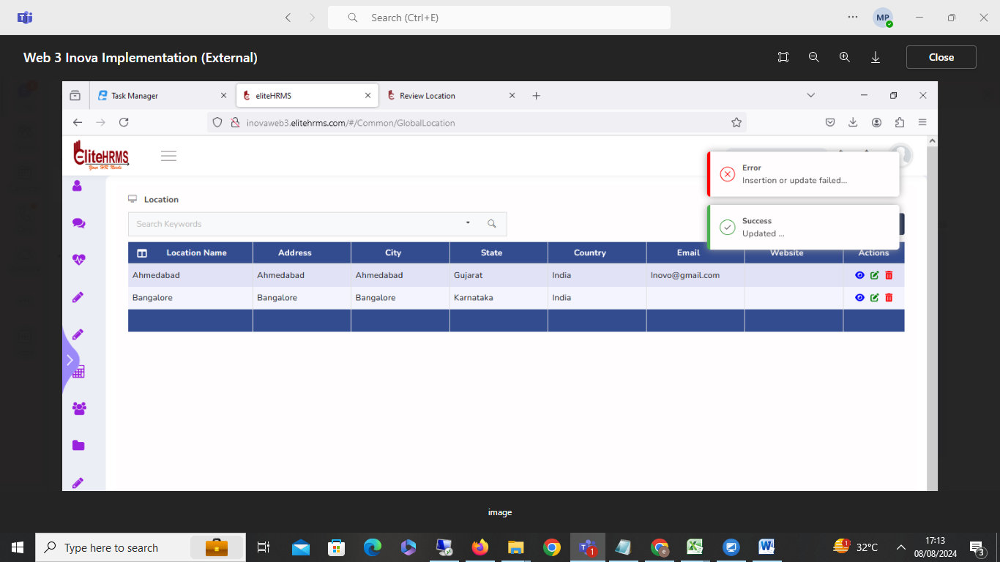 Search (Ctrl+E)
MP
Web 3 Inova Implementation (External)
Close
Task Manager
eliteHRMS
Review Location
inovaweb3.elitehrms.com/#/Common/GlobalLocation
EliteHRMS
Your HR Needs
Error
Insertion or update failed...
Location
Search Keywords
Success
Updated ...
Location Name Address City State Country Email Website Actions
Ahmedabad Ahmedabad Ahmedabad Gujarat India Inovo@gmail.com
Bangalore Bangalore Bangalore Karnataka India
image
Type here to search
1
1
32°C
17:13
08/08/2024
3